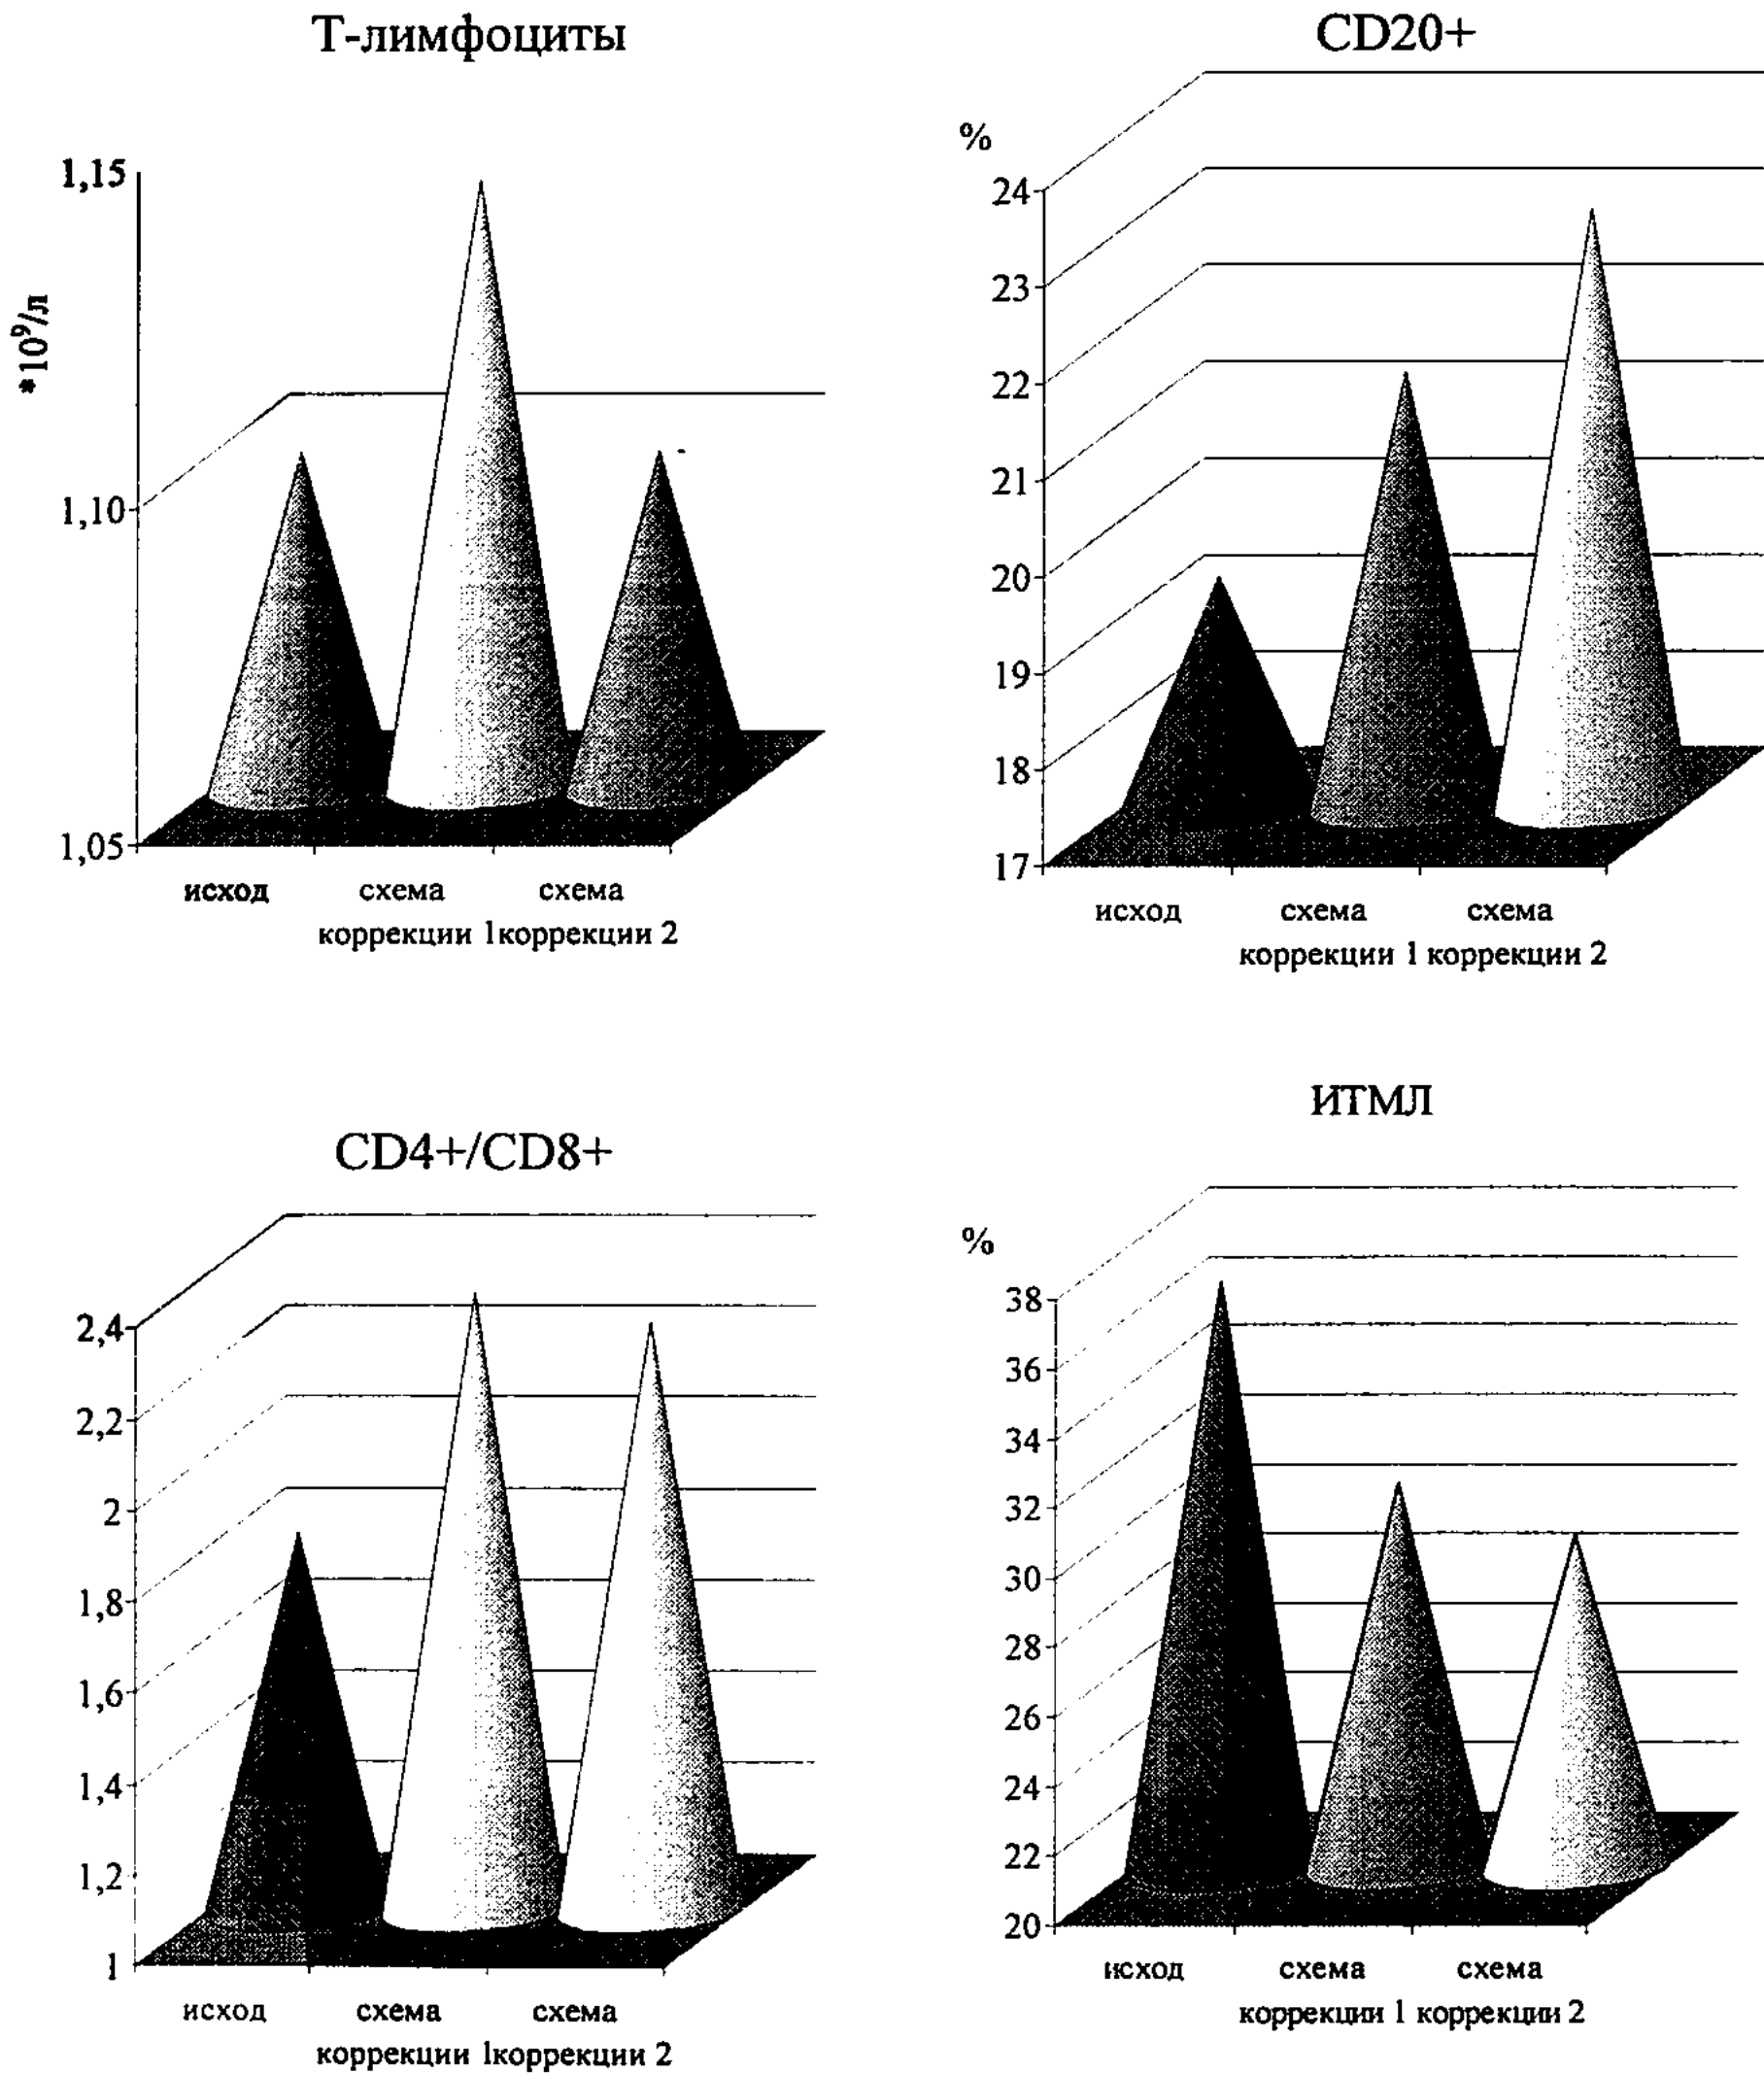 Т-лимфоциты
*10⁹/л
1,15
1,10
1,05
исход схема схема
коррекции 1коррекции 2
CD20+
%
24
23
22
21
20
19
18
17
исход схема схема
коррекции 1 коррекции 2
CD4+/CD8+
2,4
2,2
2
1,8
1,6
1,4
1,2
1
исход схема схема
коррекции 1коррекции 2
ИТМЛ
%
38
36
34
32
30
28
26
24
22
20
исход схема схема
коррекции 1 коррекции 2